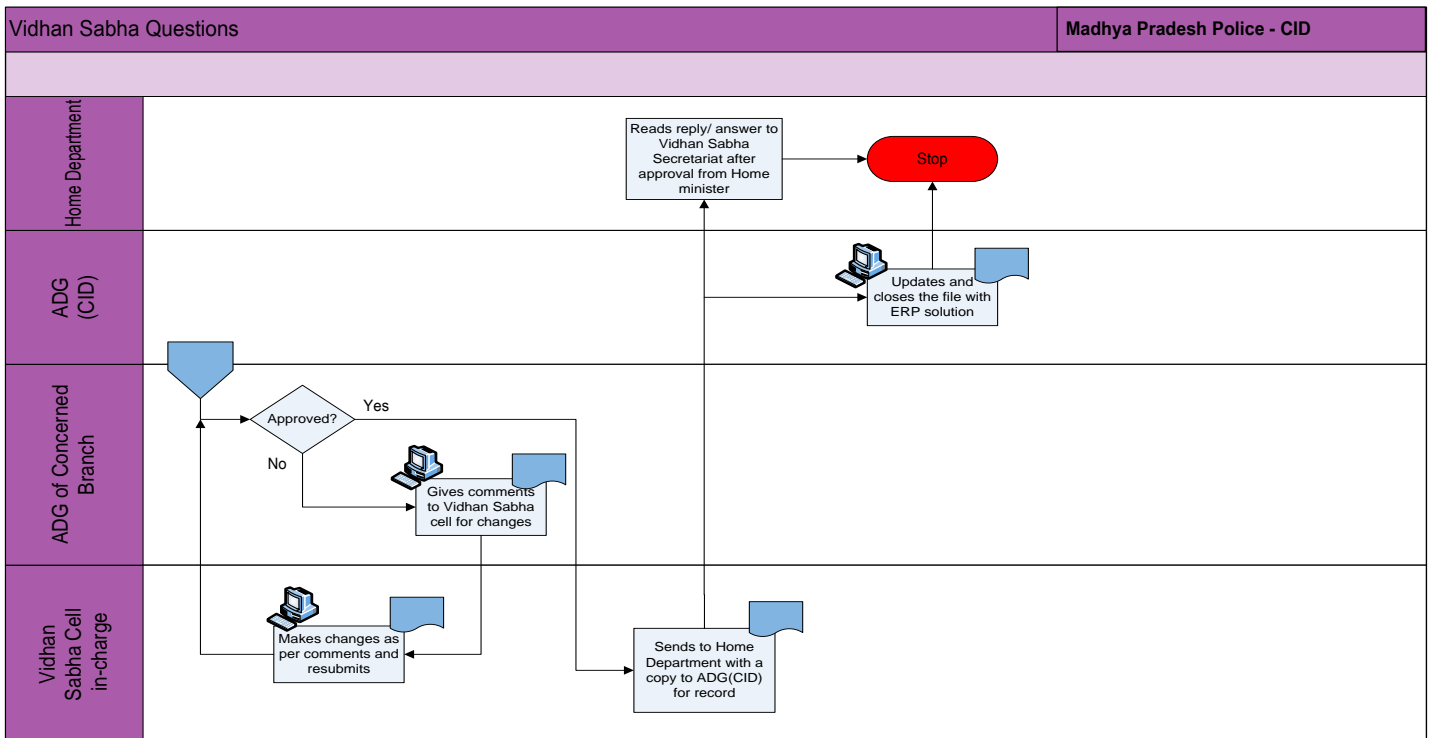 Vidhan Sabha Questions
Madhya Pradesh Police - CID
Home Department
Reads reply/ answer to
Vidhan Sabha
Secretariat after
approval from Home
minister
Stop
ADG
(CID)
Updates and
closes the file with
ERP solution
ADG of Concerned
Branch
Approved?
Yes
No
Gives comments
to Vidhan Sabha
cell for changes
Vidhan
Sabha Cell
in-charge
Makes changes as
per comments and
resubmits
Sends to Home
Department with a
copy to ADG(CID)
for record